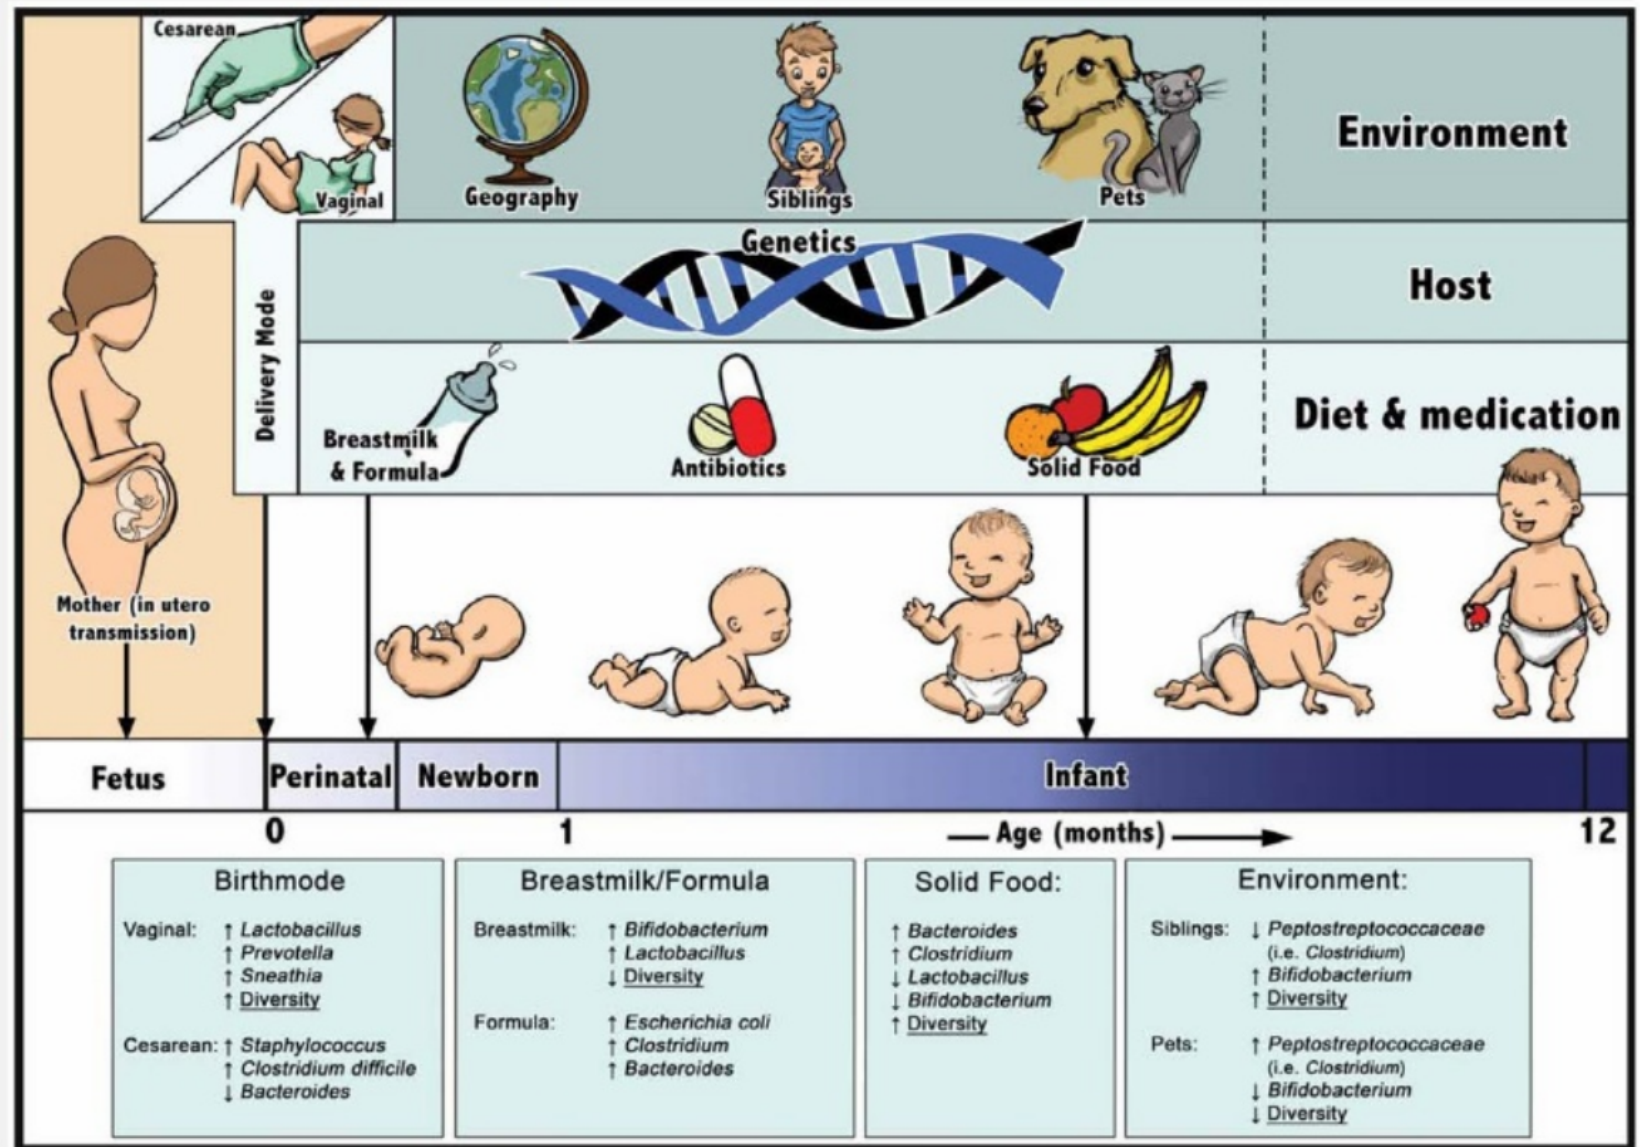 Cesarean
Vaginal
Geography
Siblings
Pets
Environment
Genetics
Host
Delivery Mode
Breastmilk
& Formula
Antibiotics
Solid Food
Diet & medication
Mother (in utero
transmission)
Fetus
Perinatal
Newborn
Infant
0
1
Age (months)
12
Birthmode
Vaginal: ↑ Lactobacillus
↑ Prevotella
↑ Sneathia
↑ Diversity
Cesarean: ↑ Staphylococcus
↑ Clostridium difficile
↓ Bacteroides
Breastmilk/Formula
Breastmilk: ↑ Bifidobacterium
↑ Lactobacillus
↓ Diversity
Formula: ↑ Escherichia coli
↑ Clostridium
↑ Bacteroides
Solid Food:
↑ Bacteroides
↑ Clostridium
↓ Lactobacillus
↓ Bifidobacterium
↑ Diversity
Environment:
Siblings: ↓ Peptostreptococcaceae
(i.e. Clostridium)
↑ Bifidobacterium
↑ Diversity
Pets: ↑ Peptostreptococcaceae
(i.e. Clostridium)
↓ Bifidobacterium
↓ Diversity